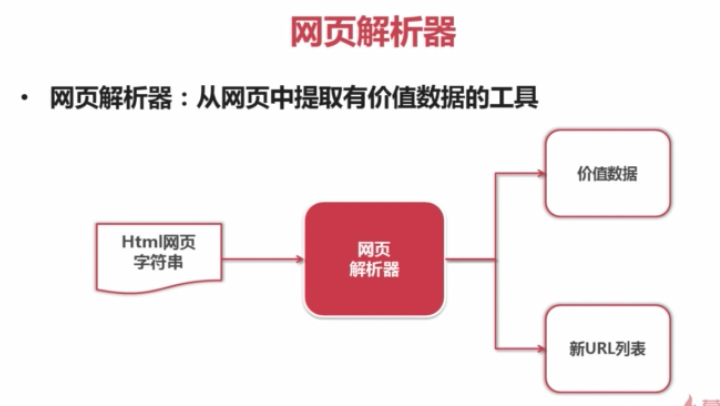 网页解析器
• 网页解析器：从网页中提取有价值数据的工具
价值数据
Html网页
字符串
网页
解析器
新URL列表